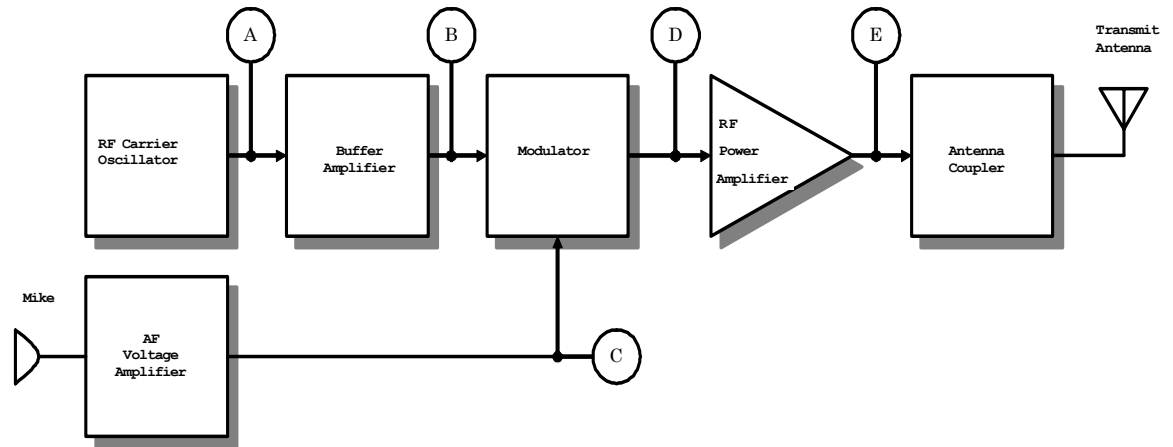 A
B
D
E
Transmit
Antenna
RF Carrier
Oscillator
Buffer
Amplifier
Modulator
RF
Power
Amplifier
Antenna
Coupler
Mike
AF
Voltage
Amplifier
C